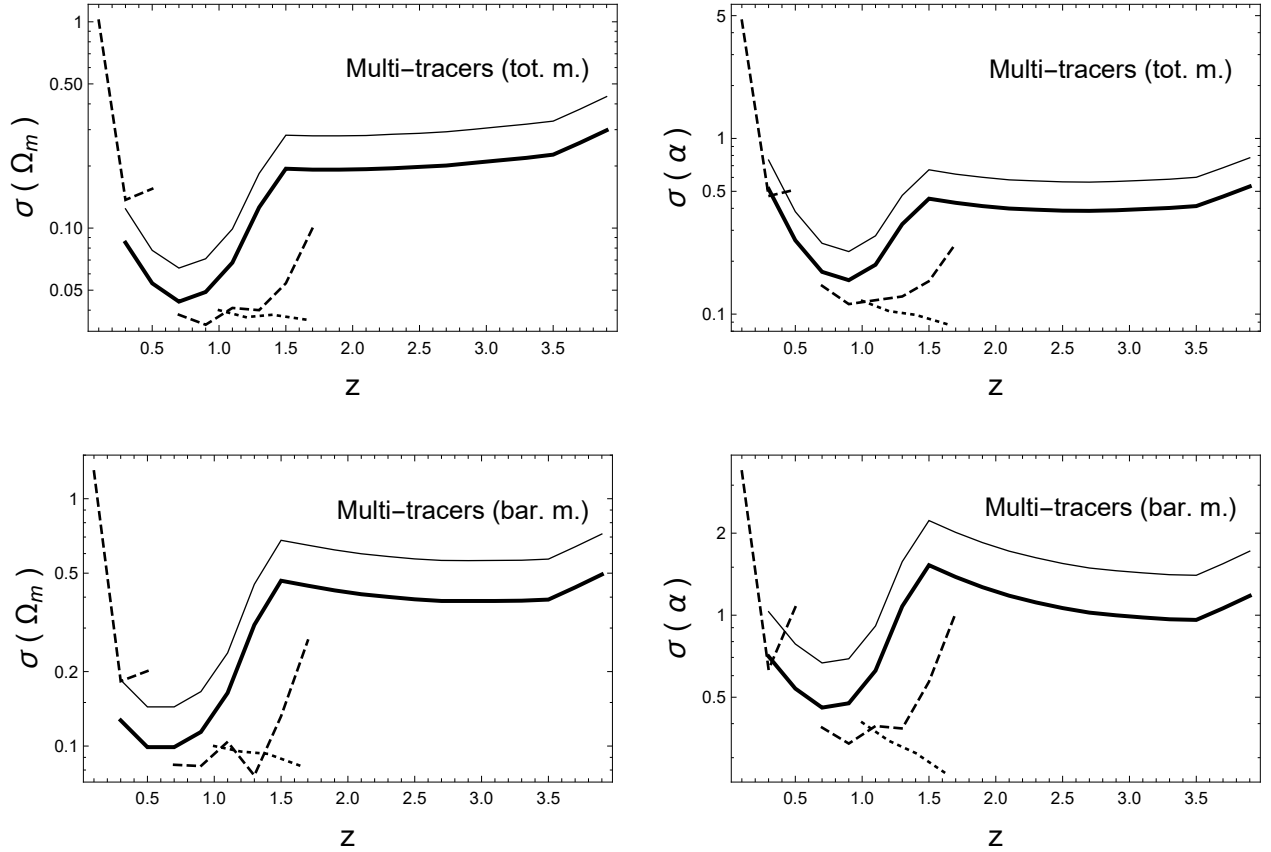 Multi−tracers (tot. m.)
σ ( Ωm )
1
0.50
0.10
0.05
0.5 1.0 1.5 2.0 2.5 3.0 3.5
z
Multi−tracers (tot. m.)
σ ( α )
5
1
0.5
0.1
0.5 1.0 1.5 2.0 2.5 3.0 3.5
z
Multi−tracers (bar. m.)
σ ( Ωm )
1
0.5
0.2
0.1
0.5 1.0 1.5 2.0 2.5 3.0 3.5
z
Multi−tracers (bar. m.)
σ ( α )
2
1
0.5
0.5 1.0 1.5 2.0 2.5 3.0 3.5
z